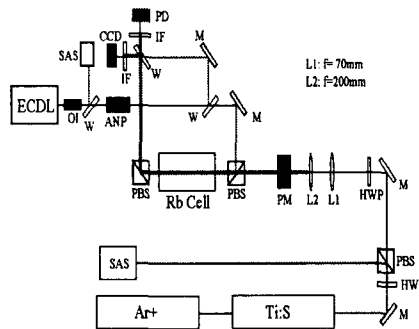 PD
IF
CCD
SAS
IF
W
M
L1: f= 70mm
L2: f=200mm
ECDL
OI
W
ANP
W
M
PBS
Rb Cell
PBS
PM
L2
L1
HWP
M
SAS
PBS
HW
Ar+
Ti:S
M